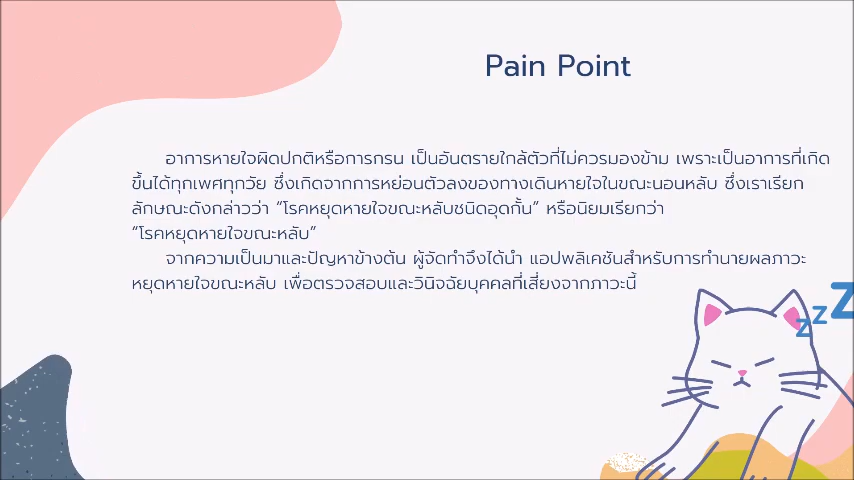 Pain Point
อาการหายใจผิดปกติหรือการกรน เป็นอันตรายใกล้ตัวที่ไม่ควรมองข้าม เพราะเป็นอาการที่เกิด
ขึ้นได้ทุกเพศทุกวัย ซึ่งเกิดจากการหย่อนตัวลงของทางเดินหายใจในขณะนอนหลับ ซึ่งเราเรียก
ลักษณะดังกล่าวว่า “โรคหยุดหายใจขณะหลับชนิดอุดกั้น” หรือนิยมเรียกว่า
“โรคหยุดหายใจขณะหลับ”
จากความเป็นมาและปัญหาข้างต้น ผู้จัดทำจึงได้นำ แอปพลิเคชันสำหรับการทำนายผลภาวะ
หยุดหายใจขณะหลับ เพื่อตรวจสอบและวินิจฉัยบุคคลที่เสี่ยงจากภาวะนี้
z z Z